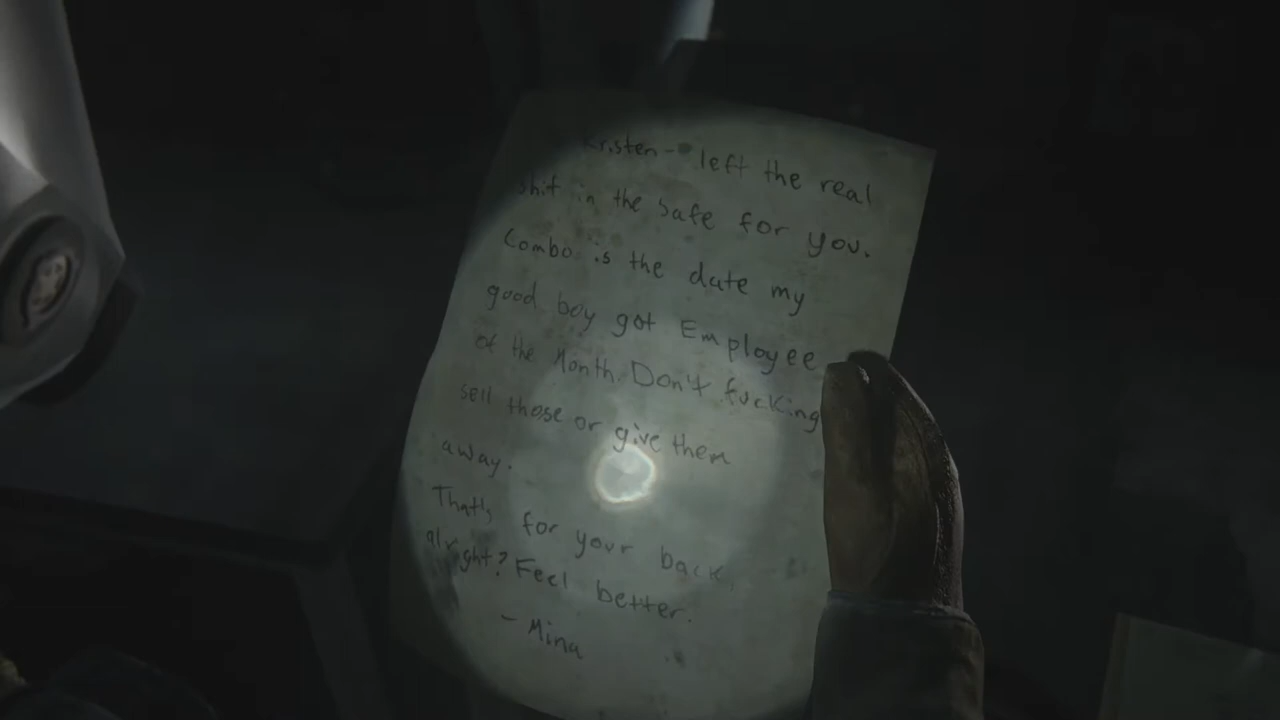 Kristen - left the real
shit in the safe for you.
Combo is the date my
good boy got Employee
of the Month. Don't fucking
sell those or give them
away.
That's for your back,
alright? Feel better.
- Mina